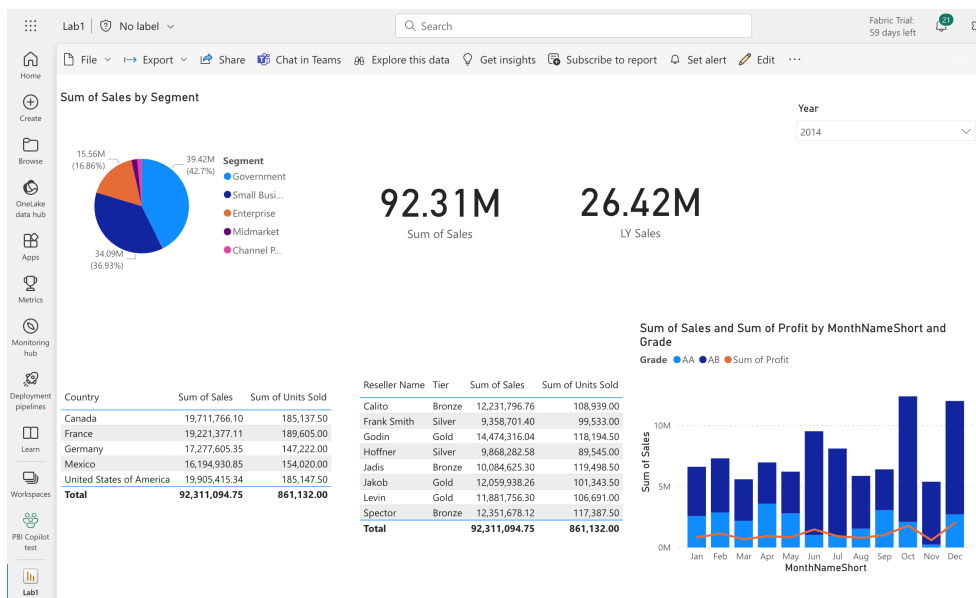 Lab1
No label
Search
Fabric Trial:
59 days left
21
Home
Create
Browse
OneLake
data hub
Apps
Metrics
Monitoring
hub
Deployment
pipelines
Learn
Workspaces
PBI Copilot
test
Lab1
File
Export
Share
Chat in Teams
Explore this data
Get insights
Subscribe to report
Set alert
Edit
...
Sum of Sales by Segment
15.56M
(16.86%)
39.42M
(42.7%)
34.09M
(36.93%)
Segment
Government
Small Busi...
Enterprise
Midmarket
Channel P...
92.31M
Sum of Sales
26.42M
LY Sales
Year
2014
Country Sum of Sales Sum of Units Sold
Canada 19,711,766.10 185,137.50
France 19,221,377.11 189,605.00
Germany 17,277,605.35 147,222.00
Mexico 16,194,930.85 154,020.00
United States of America 19,905,415.34 185,147.50
Total 92,311,094.75 861,132.00
Reseller Name Tier Sum of Sales Sum of Units Sold
Calito Bronze 12,231,796.76 108,939.00
Frank Smith Silver 9,358,701.40 99,533.00
Godin Gold 14,474,316.04 118,194.50
Hoffner Silver 9,868,282.58 89,545.00
Jadis Bronze 10,084,625.30 119,498.50
Jakob Gold 12,059,938.26 101,343.50
Levin Gold 11,881,756.30 106,691.00
Spector Bronze 12,351,678.12 117,387.50
Total 92,311,094.75 861,132.00
Sum of Sales and Sum of Profit by MonthNameShort and
Grade
Grade AA AB Sum of Profit
Sum of Sales
10M
5M
0M
Jan Feb Mar Apr May Jun Jul Aug Sep Oct Nov Dec
MonthNameShort